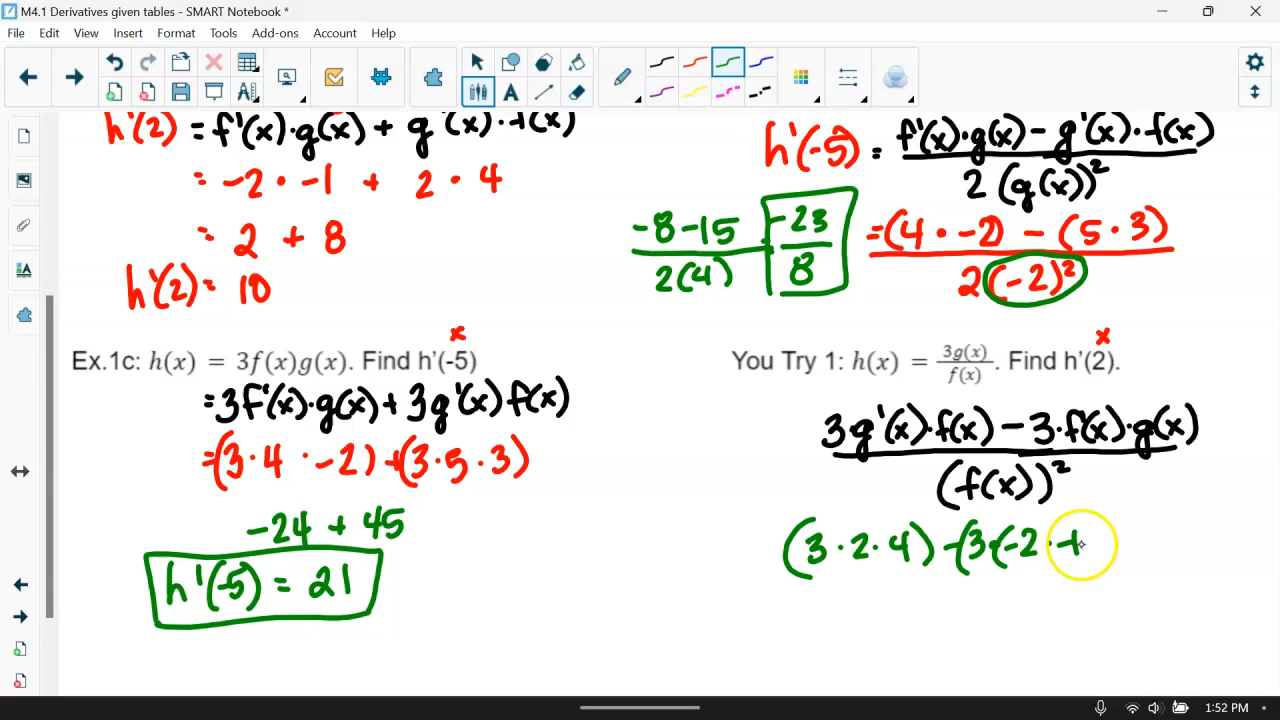 M4.1 Derivatives given tables - SMART Notebook *
File Edit View Insert Format Tools Add-ons Account Help
h'(2) = f'(x)·g(x) + g'(x)·f(x)
= -2 · -1 + 2 · 4
= 2 + 8
h'(2) = 10
h'(-5) = f'(x)·g(x) - g'(x)·f(x) / 2(g(x))²
= (4 · -2) - (5 · 3) / 2(-2)²
-8-15 / 2(4) = -23 / 8
x
Ex.1c: h(x) = 3f(x)g(x). Find h'(-5)
= 3f'(x)·g(x) + 3g'(x)f(x)
= (3·4 · -2) + (3·5·3)
-24 + 45
h'(-5) = 21
x
You Try 1: h(x) = 3g(x) / f(x). Find h'(2).
3g'(x)·f(x) - 3·f(x)·g(x) / (f(x))²
(3·2·4) - (3·(-2·-1
1:52 PM